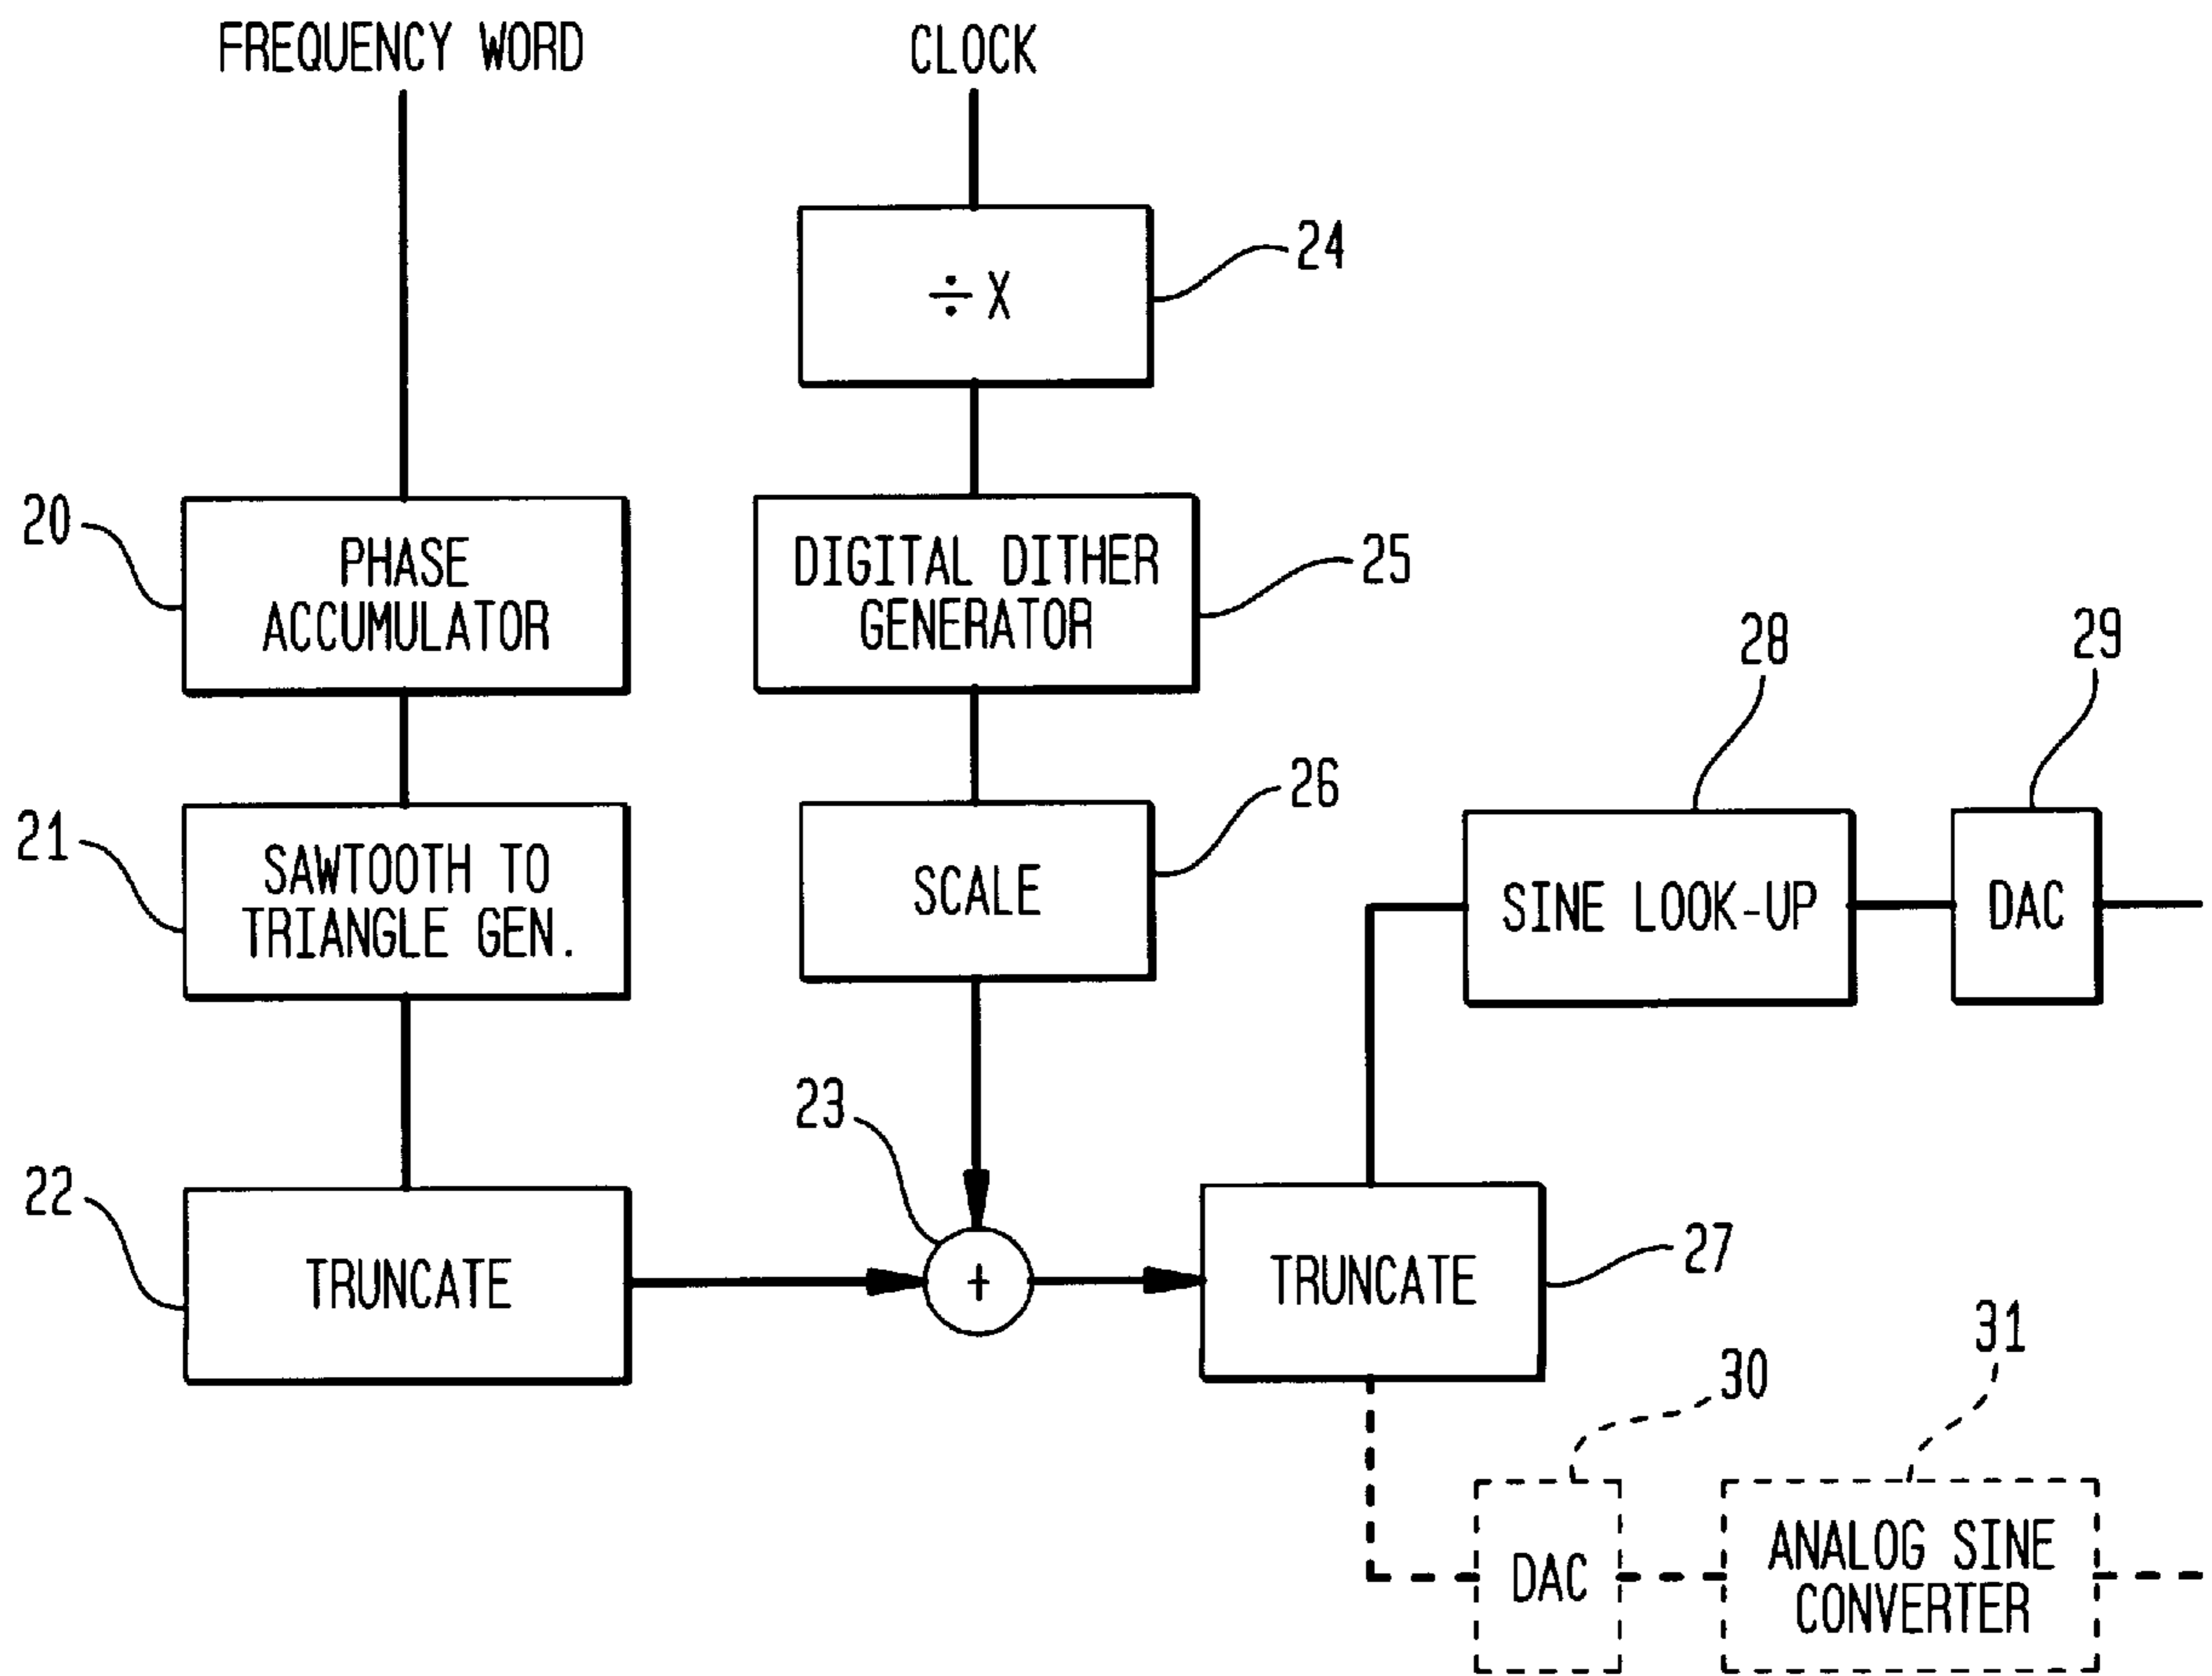 FREQUENCY WORD
CLOCK
24
÷ X
20
PHASE
ACCUMULATOR
DIGITAL DITHER
GENERATOR
25
28
29
21
SAWTOOTH TO
TRIANGLE GEN.
26
SCALE
SINE LOOK-UP
DAC
23
22
TRUNCATE
+
TRUNCATE
27
30
31
DAC
ANALOG SINE
CONVERTER